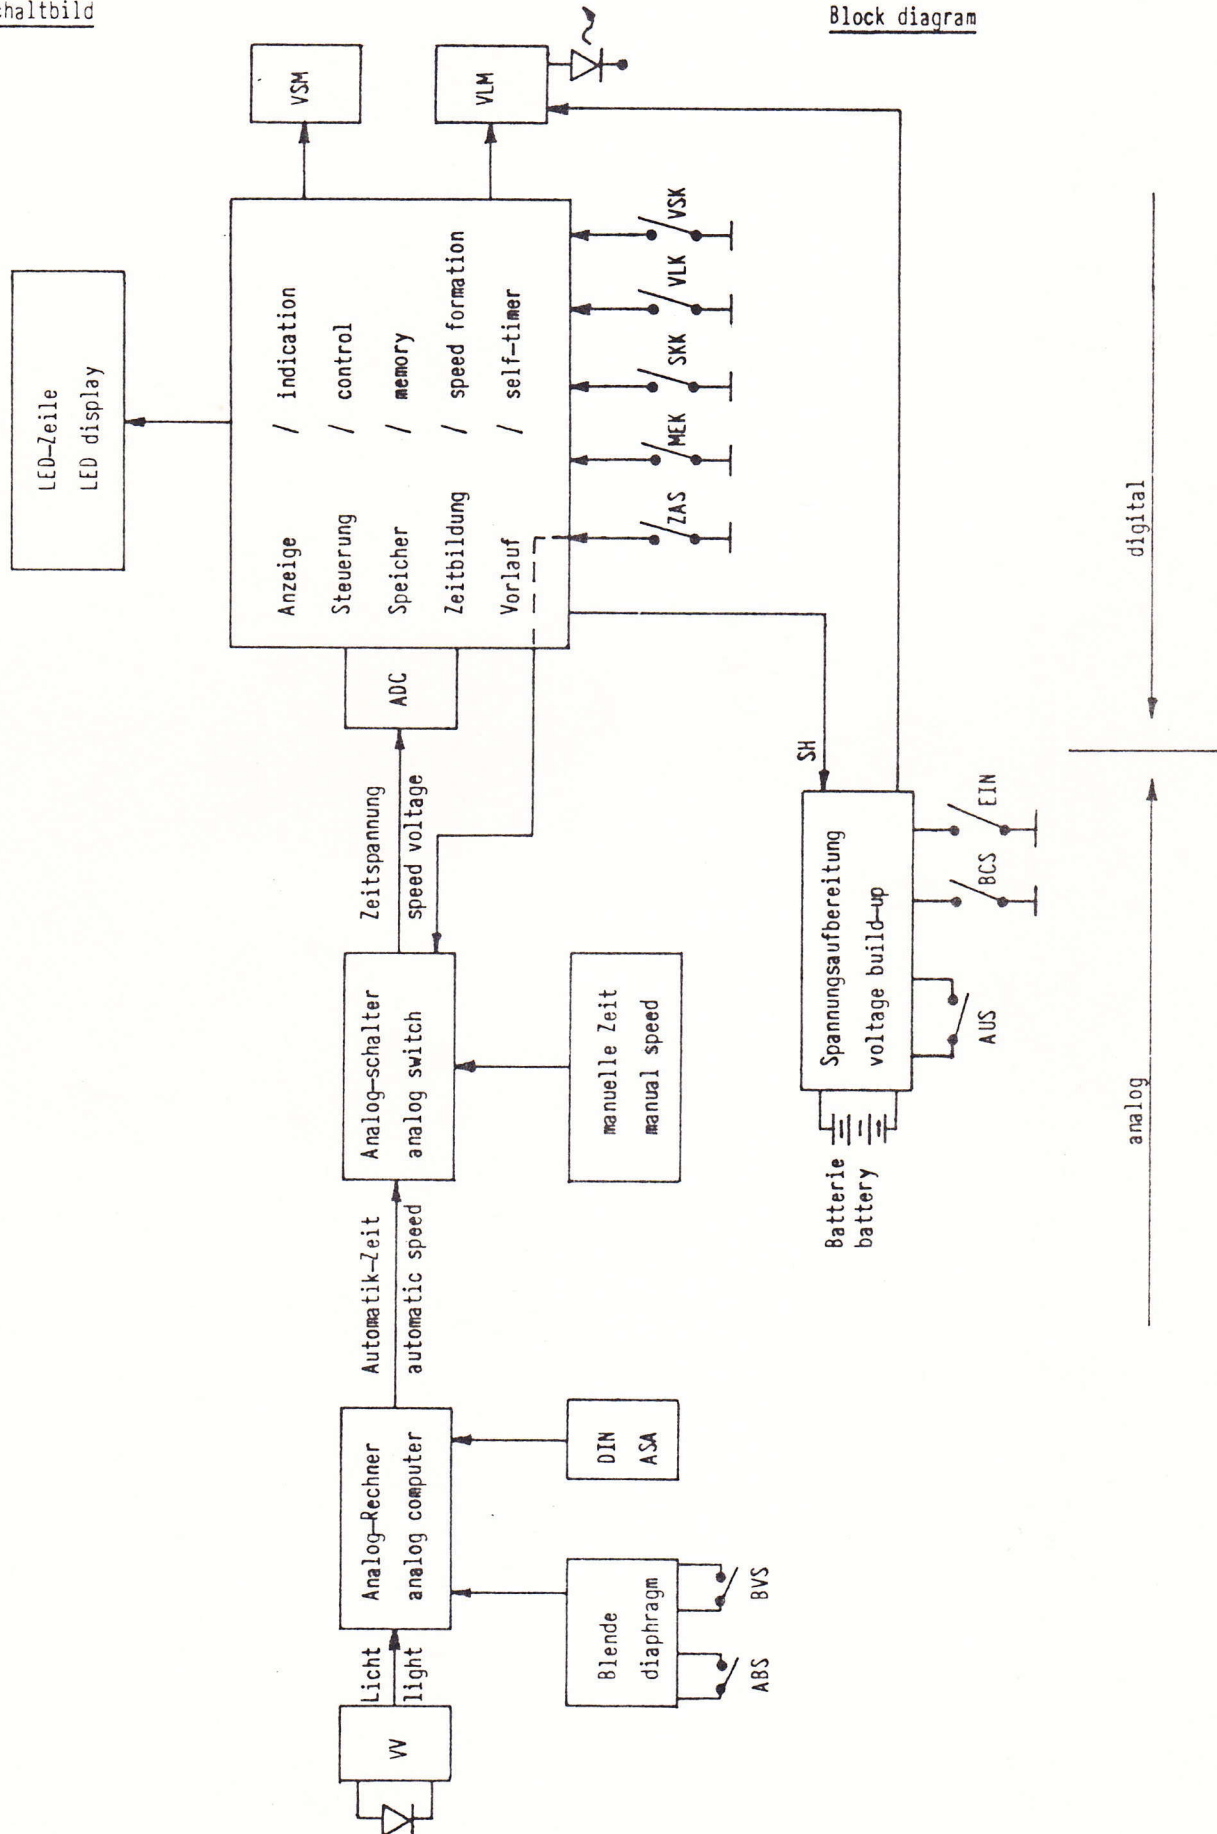 chaltbild
Block diagram
LED-Zeile
LED display
VSM
VLM
Anzeige / indication
Steuerung / control
Speicher / memory
Zeitbildung / speed formation
Vorlauf / self-timer
ADC
ZAS
MEK
SKK
VLK
VSK
Zeitspannung
speed voltage
Analog-schalter
analog switch
manuelle Zeit
manual speed
Automatik-Zeit
automatic speed
Analog-Rechner
analog computer
DIN
ASA
Blende
diaphragm
ABS
BVS
Licht
light
VV
SH
Spannungsaufbereitung
voltage build-up
Batterie
battery
AUS
BCS
EIN
analog
digital